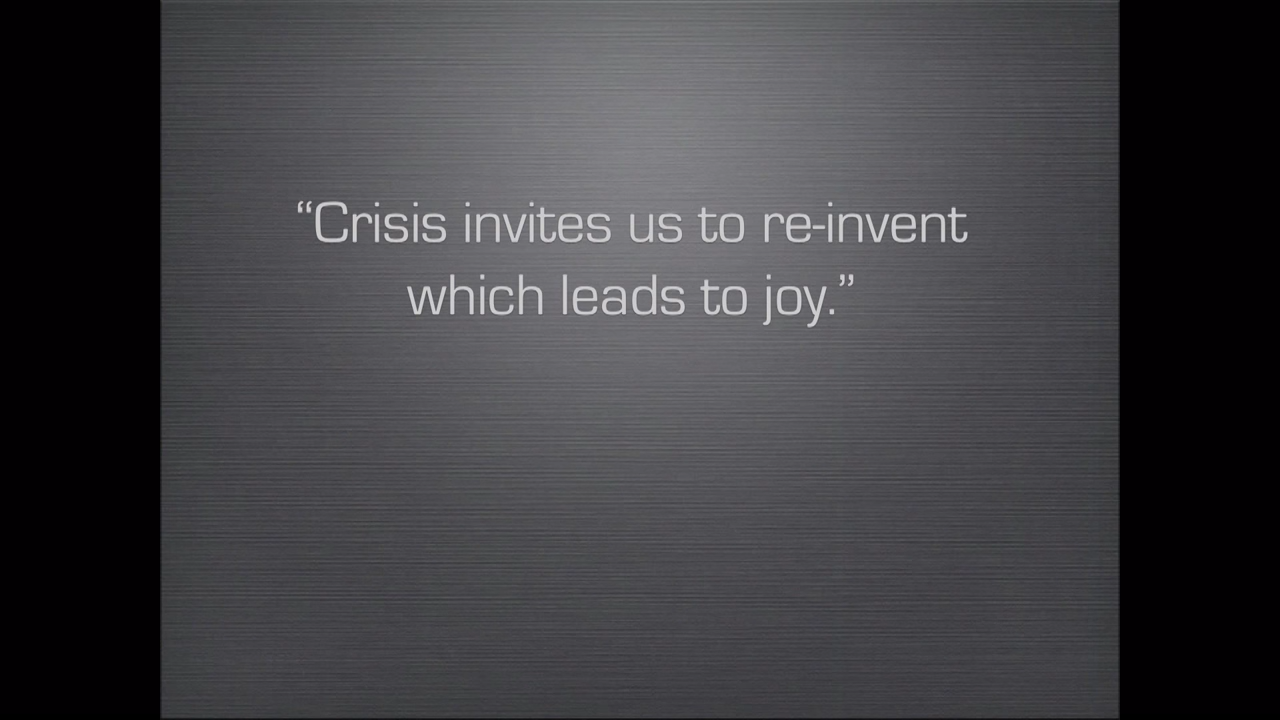 “Crisis invites us to re-invent
which leads to joy.”